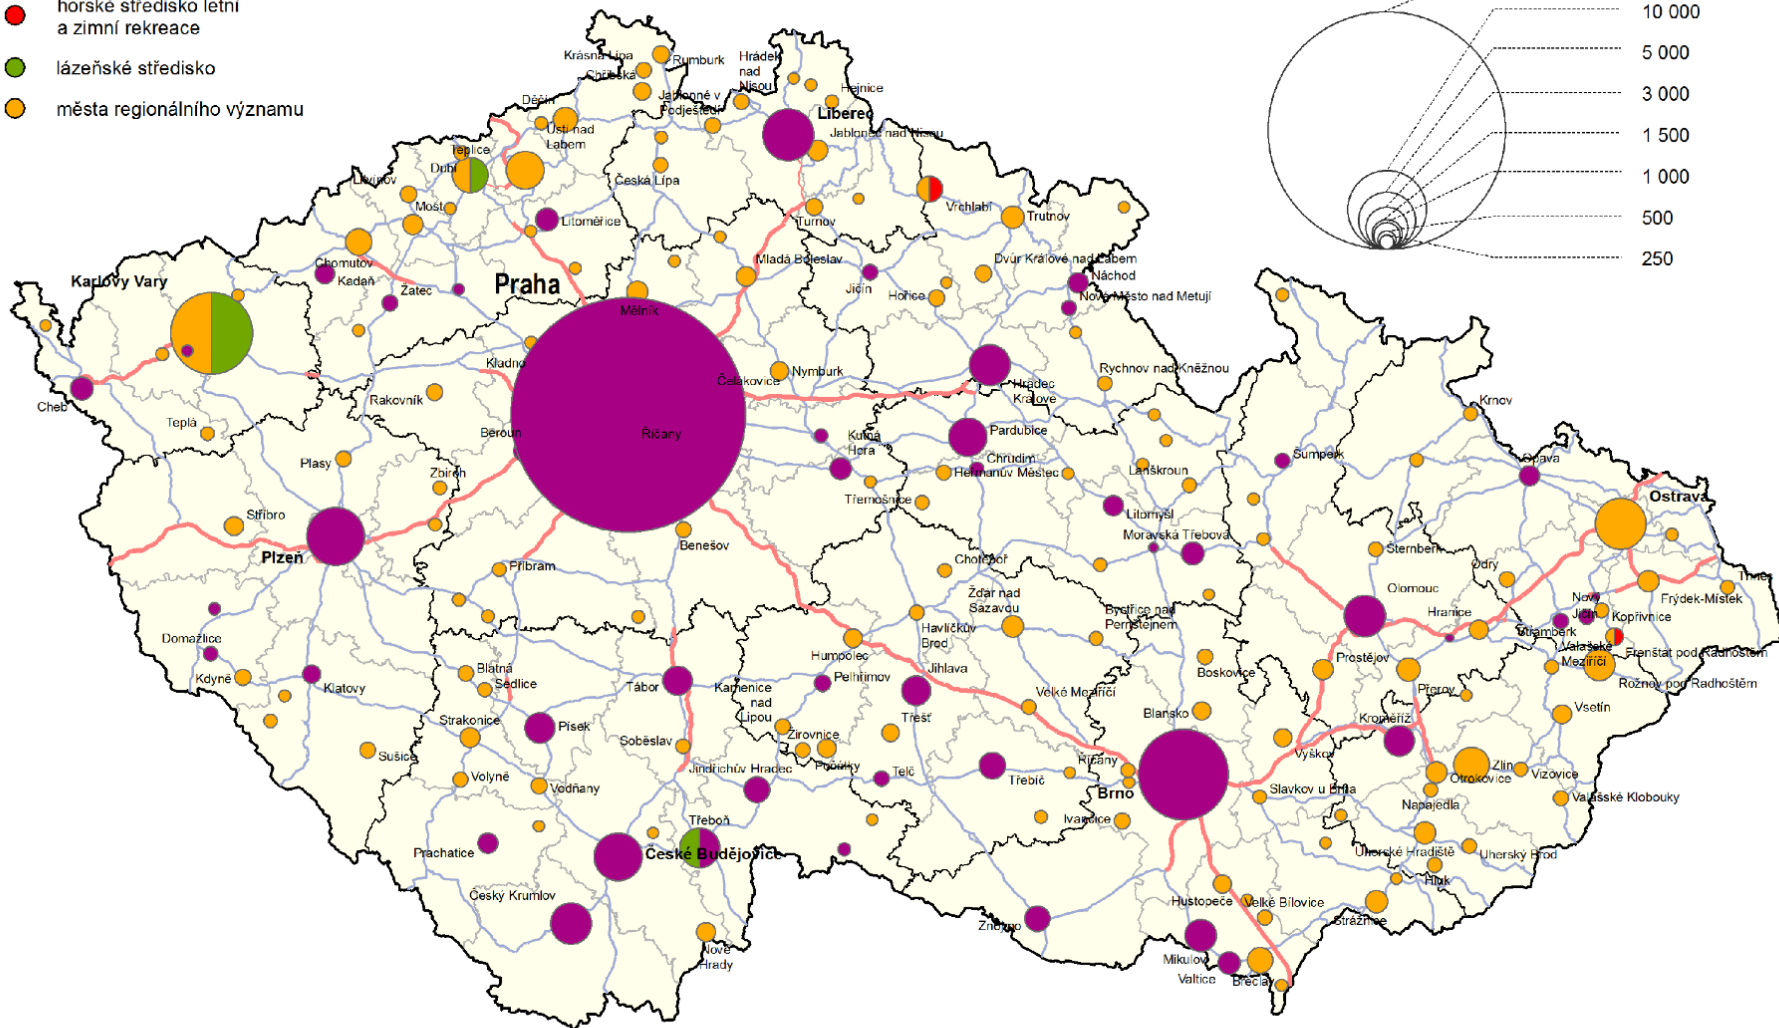 horské středisko letní
a zimní rekreace
lázeňské středisko
města regionálního významu
10 000
5 000
3 000
1 500
1 000
500
250
Krásná Lípa
Rumburk
Chřibská
Hrádek
nad
Nisou
Hejnice
Děčín
Jablonné v
Podještědí
Liberec
Jablonec nad Nisou
Ústí nad
Labem
Teplice
Dubí
Litvínov
Česká Lípa
Most
Litoměřice
Turnov
Vrchlabí
Trutnov
Karlovy Vary
Chomutov
Kadaň
Žatec
Praha
Mladá Boleslav
Dvůr Králové nad Labem
Náchod
Jičín
Hořice
Nové Město nad Metují
Mělník
Kladno
Cheb
Čelákovice
Nymburk
Rychnov nad Kněžnou
Hradec
Králové
Rakovník
Krnov
Teplá
Beroun
Říčany
Kutná
Hora
Pardubice
Chrudim
Plasy
Zbiroh
Heřmanův Městec
Lanškroun
Šumperk
Opava
Třemošnice
Ostrava
Stříbro
Litomyšl
Moravská Třebová
Plzeň
Benešov
Šternberk
Příbram
Chotěboř
Odry
Třinec
Žďár nad
Sázavou
Olomouc
Nový
Jičín
Frýdek-Místek
Bystřice nad
Pernštejnem
Hranice
Kopřivnice
Havlíčkův
Brod
Štramberk
Domažlice
Humpolec
Valašské
Meziříčí
Frenštát pod Radhoštěm
Prostějov
Jihlava
Kdyně
Blatná
Sedlice
Boskovice
Rožnov pod Radhoštěm
Klatovy
Tábor
Kamenice
nad
Lipou
Pelhřimov
Přerov
Velké Meziříčí
Vsetín
Strakonice
Písek
Třešť
Blansko
Kroměříž
Soběslav
Žirovnice
Sušice
Počátky
Vyškov
Říčany
Zlín
Jindřichův Hradec
Telč
Třebíč
Otrokovice
Vizovice
Volyně
Vodňany
Brno
Slavkov u Brna
Napajedla
Valašské Klobouky
Třeboň
Ivančice
Prachatice
České Budějovice
Uherské Hradiště
Uherský Brod
Hluk
Český Krumlov
Hustopeče
Velké Bílovice
Strážnice
Znojmo
Nové
Hrady
Mikulov
Valtice
Břeclav